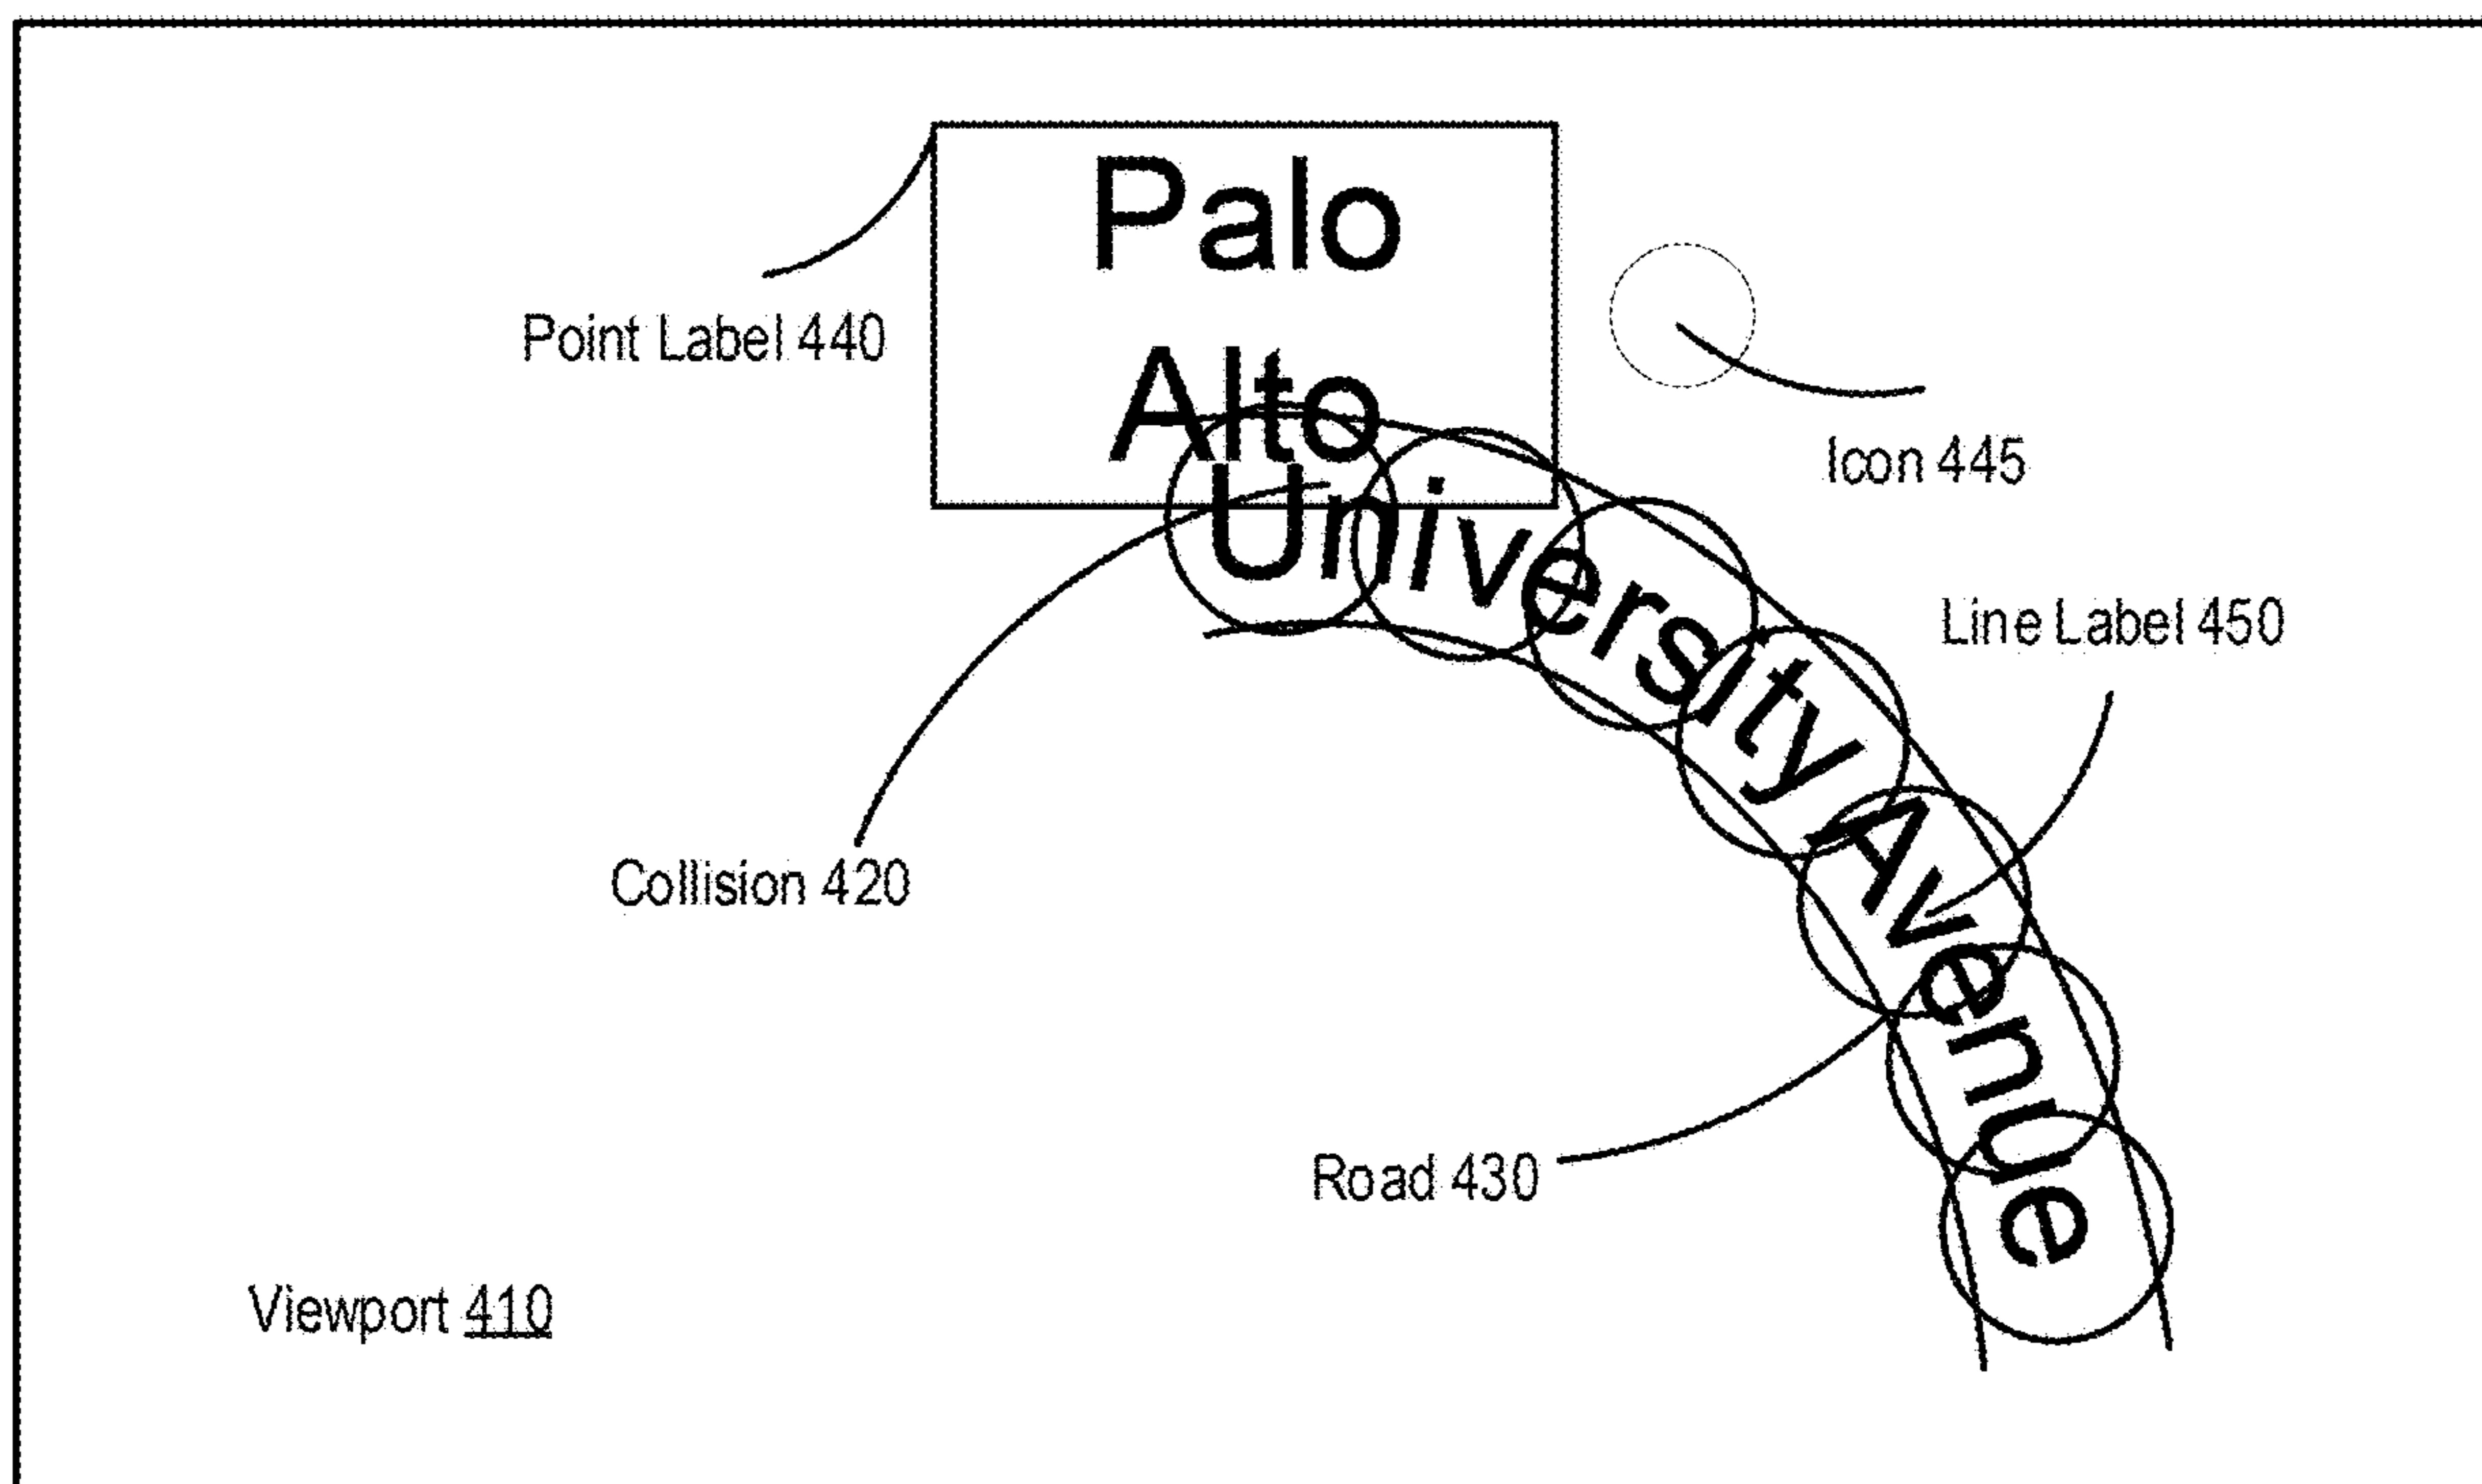 Palo
Alto
Point Label 440
Icon 445
University Avenue
Line Label 450
Collision 420
Road 430
Viewport 410